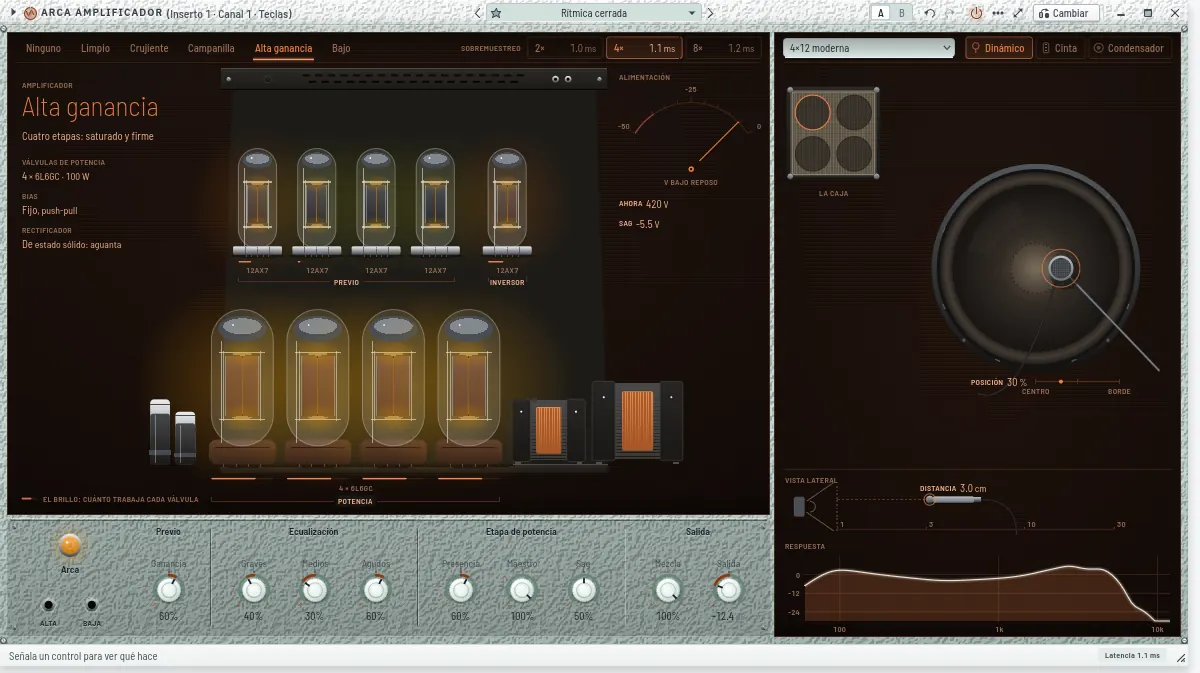 ARCA AMPLIFICADOR (Inserto 1 · Canal 1 · Teclas)
Rítmica cerrada
A B
Cambiar
Ninguno Limpio Crujiente Campanilla Alta ganancia Bajo
SOBREMUESTREO 2× 1.0 ms 4× 1.1 ms 8× 1.2 ms
4×12 moderna
Dinámico Cinta Condensador
AMPLIFICADOR
Alta ganancia
Cuatro etapas: saturado y firme
VÁLVULAS DE POTENCIA
4 × 6L6GC · 100 W
BIAS
Fijo, push-pull
RECTIFICADOR
De estado sólido: aguanta
ALIMENTACIÓN
-25
-50
0
V BAJO REPOSO
AHORA 420 V
SAG -5.5 V
12AX7 12AX7 12AX7 12AX7 12AX7
PREVIO INVERSOR
EL BRILLO: CUÁNTO TRABAJA CADA VÁLVULA
4 × 6L6GC
POTENCIA
LA CAJA
POSICIÓN 30 %
CENTRO BORDE
VISTA LATERAL
DISTANCIA 3.0 cm
1 3 10 30
RESPUESTA
0
-12
-24
100 1k 10k
Arca
ALTA BAJA
Previo
Ganancia
60%
Ecualización
Graves Medios Agudos
40% 30% 60%
Etapa de potencia
Presencia Maestro Sag
60% 100% 50%
Salida
Mezcla Salida
100% -12.4
Señala un control para ver qué hace
Latencia 1.1 ms